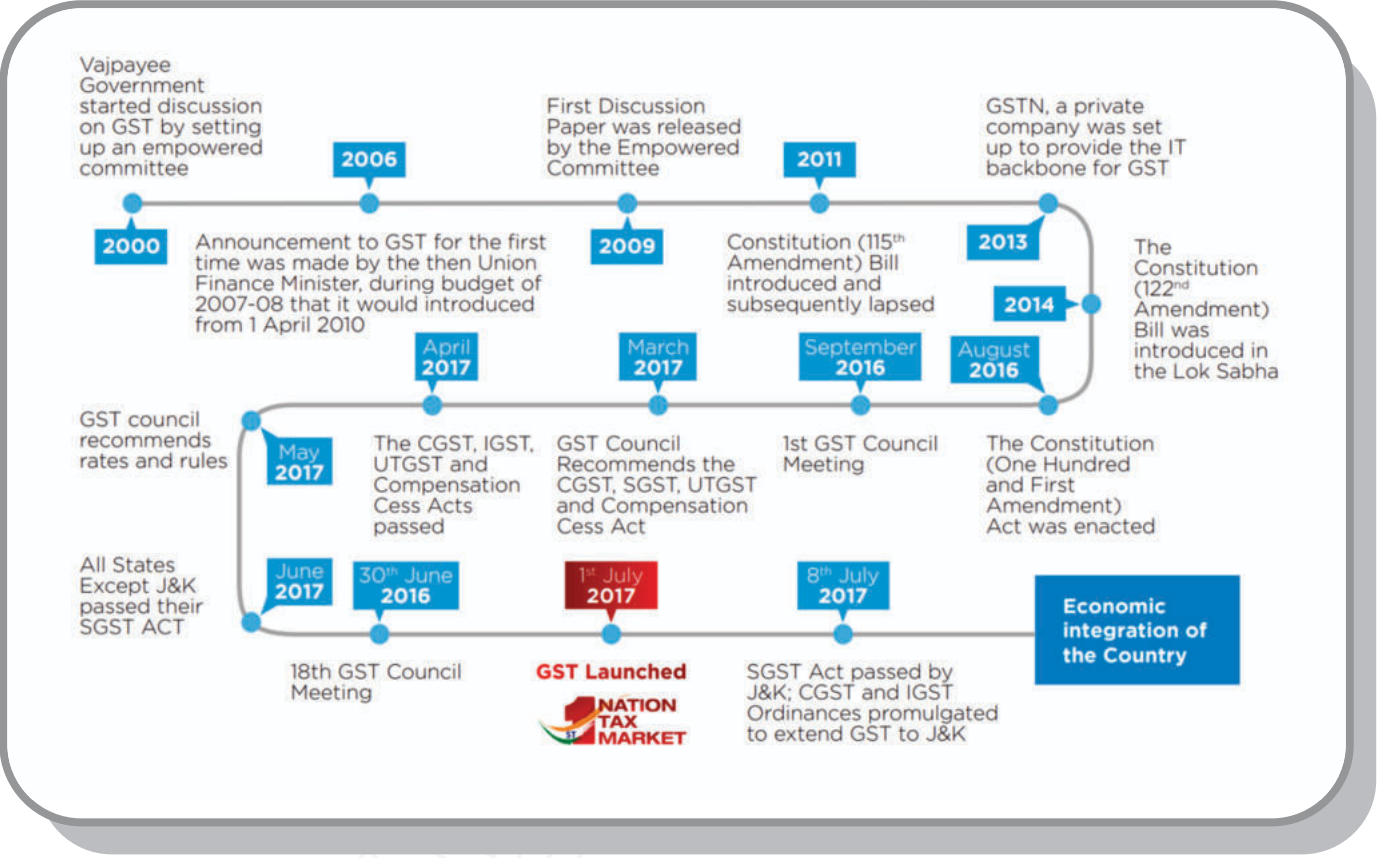 Vajpayee
Government
started discussion
on GST by setting
up an empowered
committee
2000
2006
Announcement to GST for the first
time was made by the then Union
Finance Minister, during budget of
2007-08 that it would introduced
from 1 April 2010
First Discussion
Paper was released
by the Empowered
Committee
2009
2011
Constitution (115th
Amendment) Bill
introduced and
subsequently lapsed
GSTN, a private
company was set
up to provide the IT
backbone for GST
2013
2014
The
Constitution
(122nd
Amendment)
Bill was
introduced in
the Lok Sabha
August
2016
The Constitution
(One Hundred
and First
Amendment)
Act was enacted
September
2016
1st GST Council
Meeting
March
2017
GST Council
Recommends the
CGST, SGST, UTGST
and Compensation
Cess Act
April
2017
The CGST, IGST,
UTGST and
Compensation
Cess Acts
passed
GST council
recommends
rates and rules
May
2017
All States
Except J&K
passed their
SGST ACT
June
2017
30th June
2016
18th GST Council
Meeting
1st July
2017
GST Launched
1
ST
NATION
TAX
MARKET
8th July
2017
SGST Act passed by
J&K; CGST and IGST
Ordinances promulgated
to extend GST to J&K
Economic
integration of
the Country